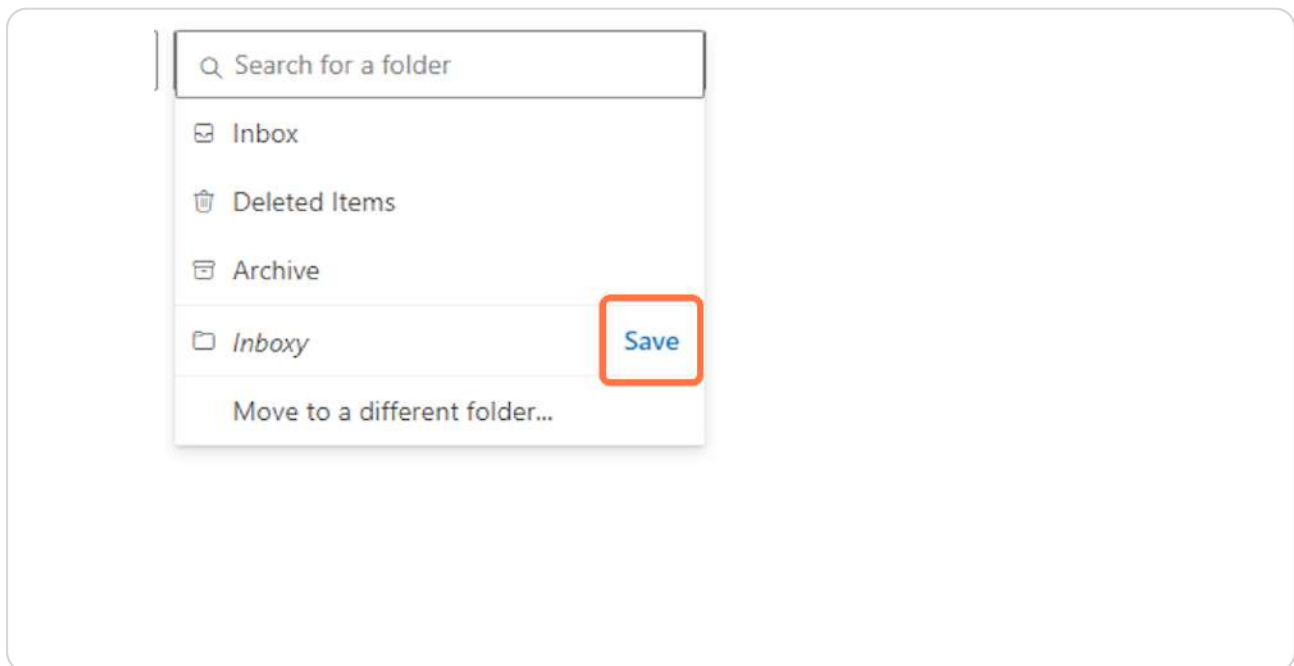 Search for a folder
Inbox
Deleted Items
Archive
Inboxy Save
Move to a different folder...